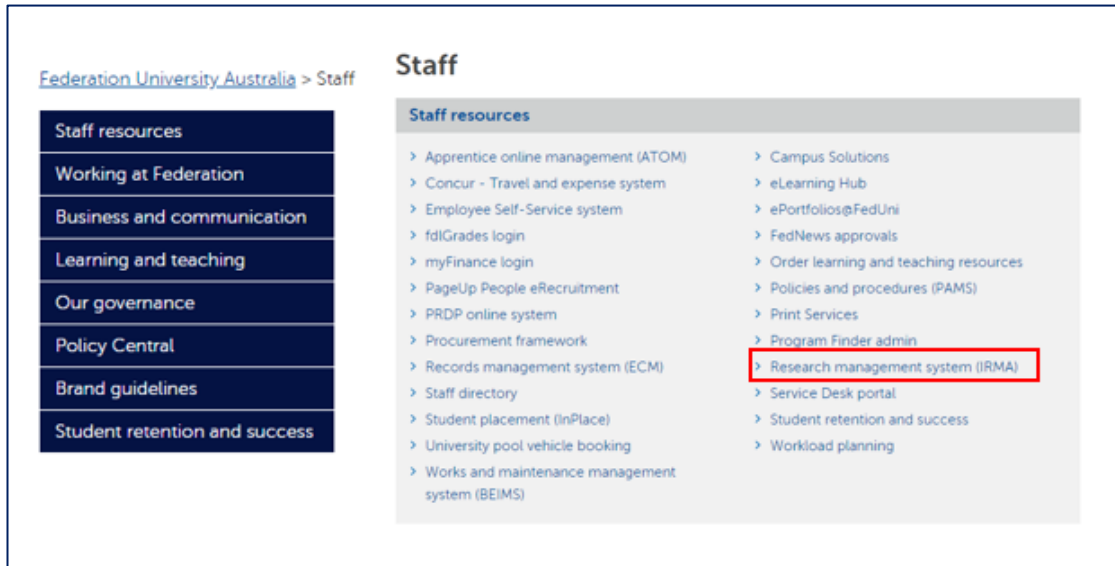 Federation University Australia > Staff
Staff resources
Working at Federation
Business and communication
Learning and teaching
Our governance
Policy Central
Brand guidelines
Student retention and success
Staff
Staff resources
> Apprentice online management (ATOM)
> Concur - Travel and expense system
> Employee Self-Service system
> fdlGrades login
> myFinance login
> PageUp People eRecruitment
> PRDP online system
> Procurement framework
> Records management system (ECM)
> Staff directory
> Student placement (InPlace)
> University pool vehicle booking
> Works and maintenance management
system (BEIMS)
> Campus Solutions
> eLearning Hub
> ePortfolios@FedUni
> FedNews approvals
> Order learning and teaching resources
> Policies and procedures (PAMS)
> Print Services
> Program Finder admin
> Research management system (IRMA)
> Service Desk portal
> Student retention and success
> Workload planning